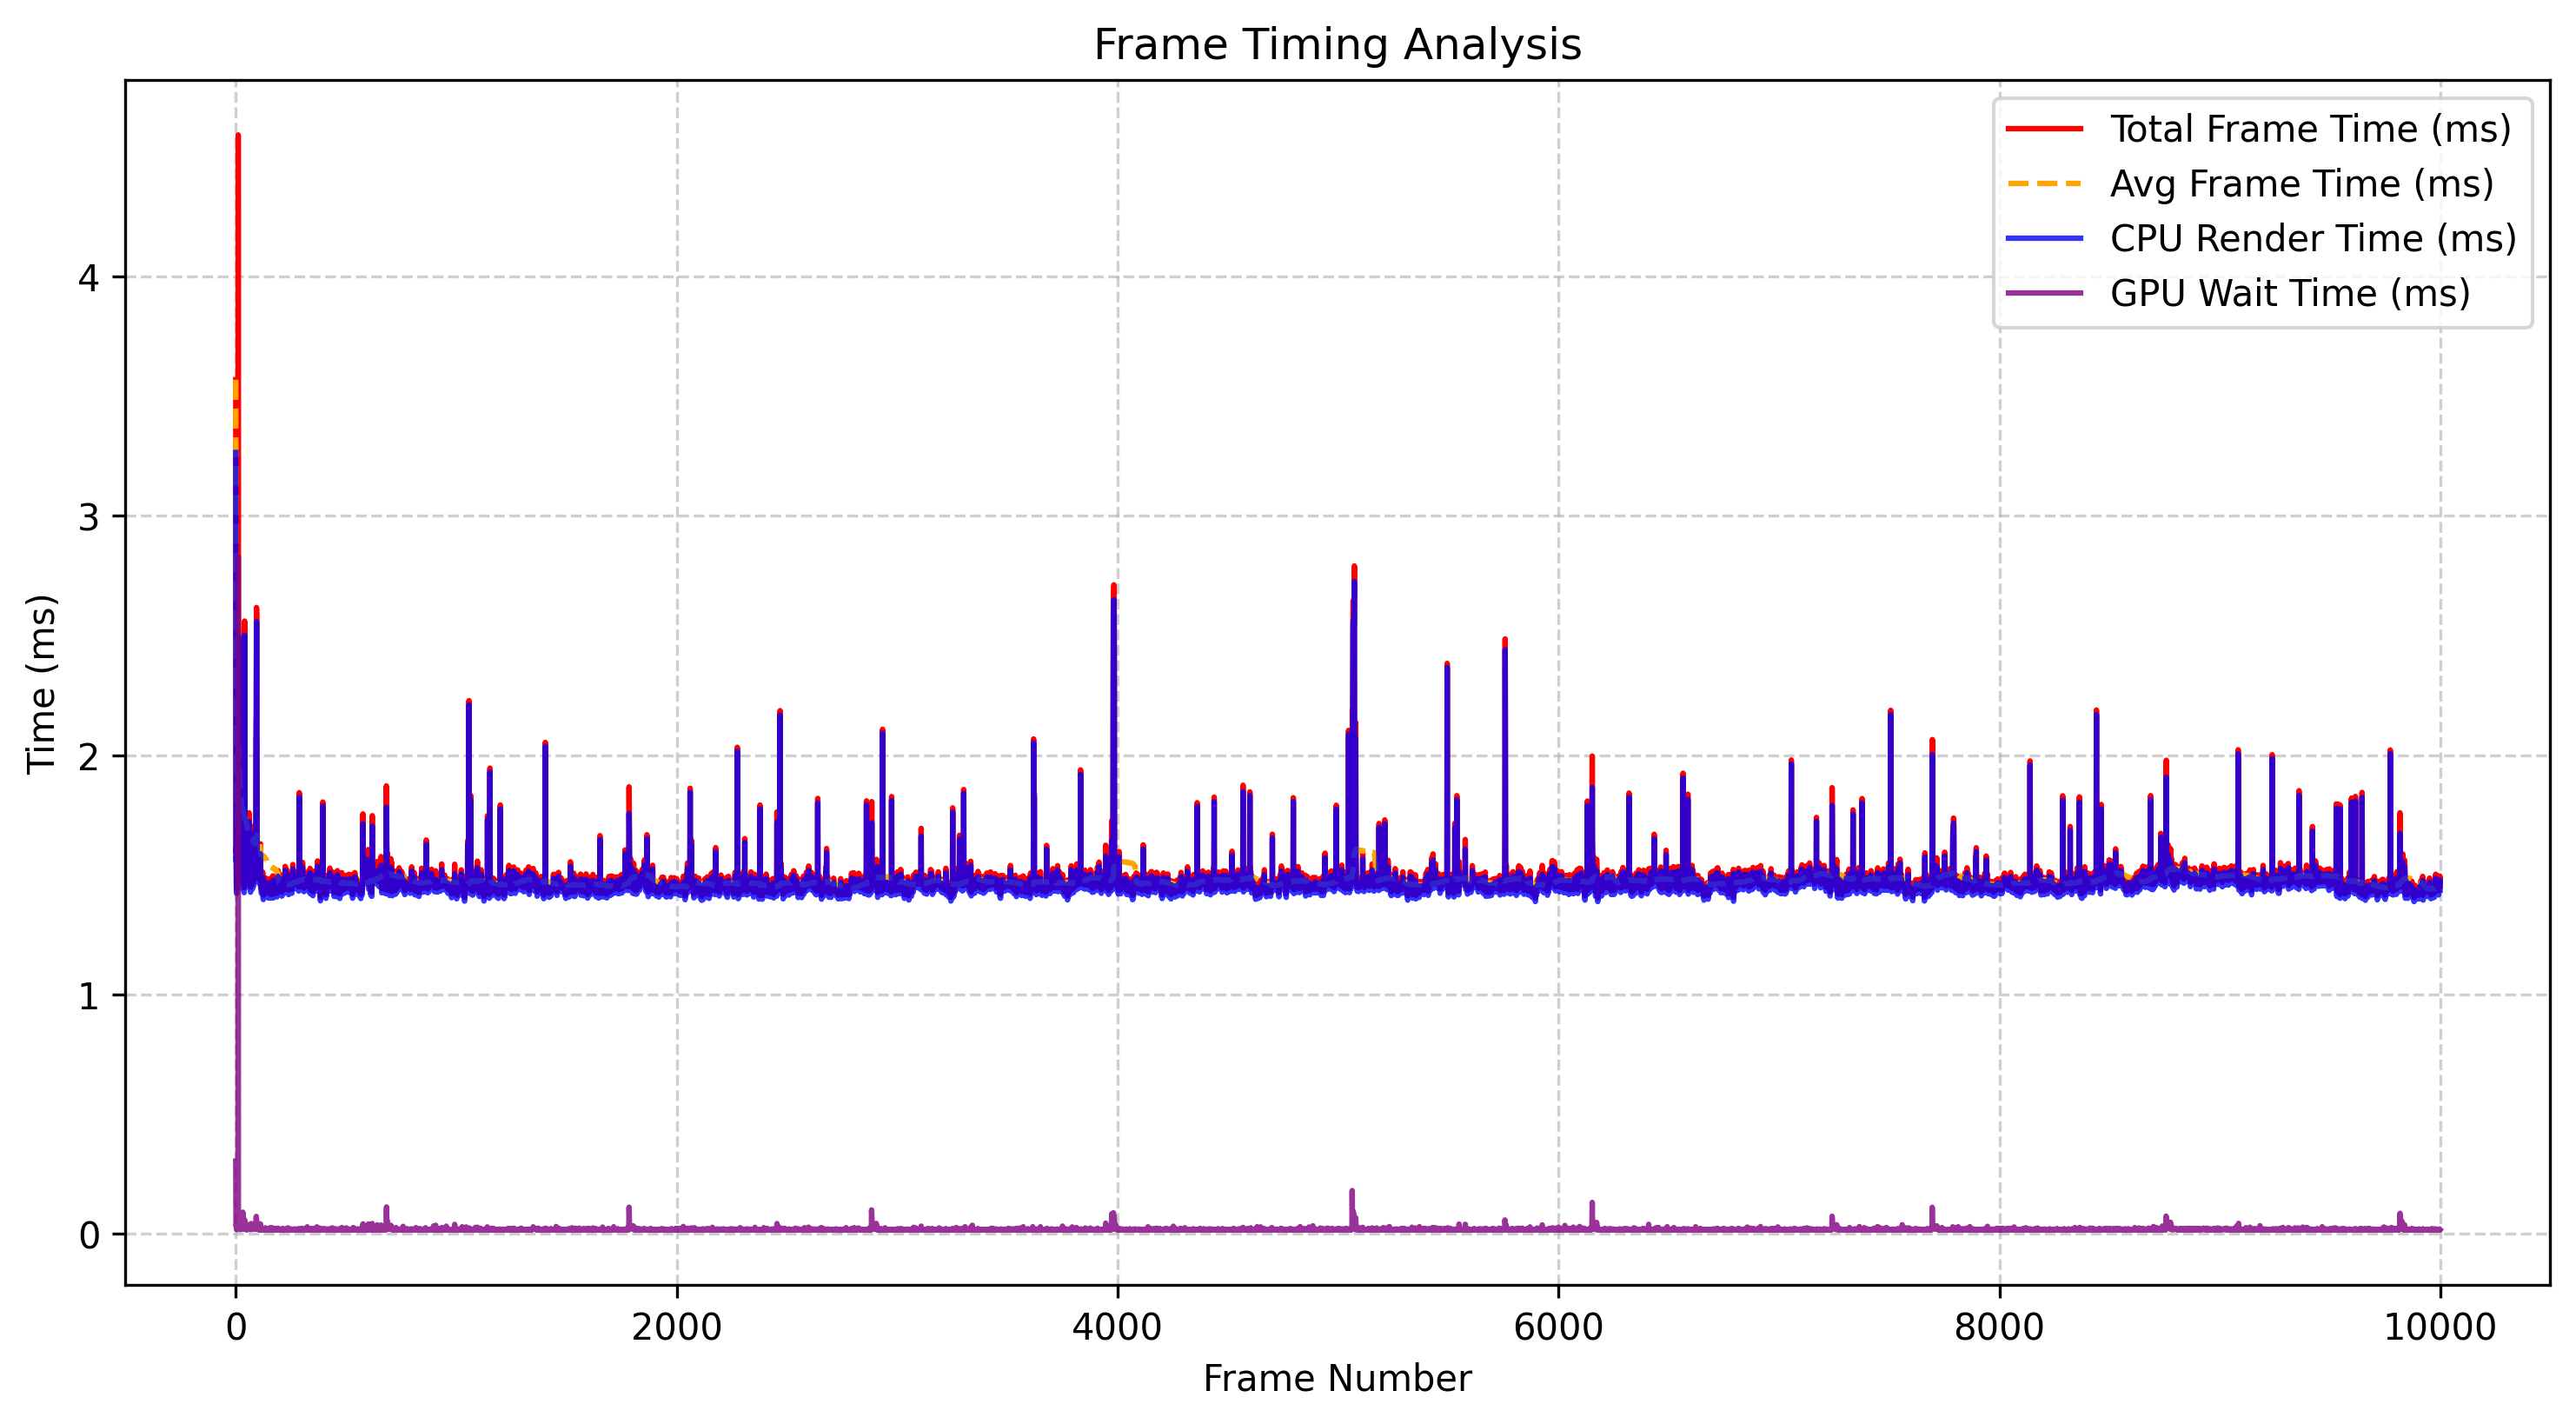 Frame Timing Analysis
Total Frame Time (ms)
Avg Frame Time (ms)
CPU Render Time (ms)
GPU Wait Time (ms)
4
3
2
1
0
Time (ms)
0 2000 4000 6000 8000 10000
Frame Number